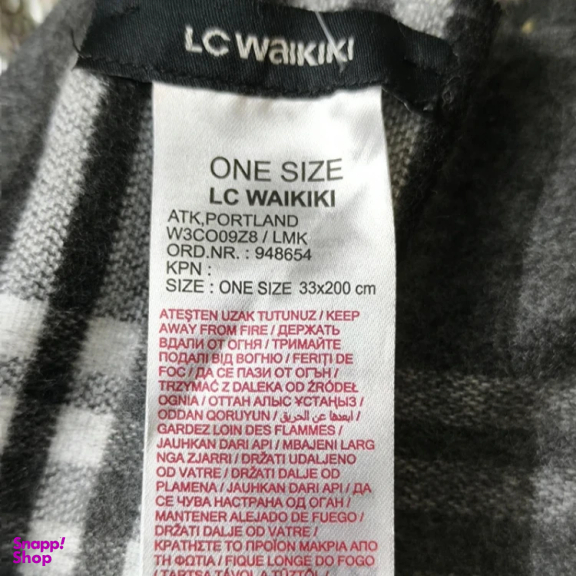 LC WAIKIKI
ONE SIZE
LC WAIKIKI
ATK,PORTLAND
W3CO09Z8 / LMK
ORD.NR. : 948654
KPN :
SIZE : ONE SIZE 33x200 cm
ATEŞTEN UZAK TUTUNUZ / KEEP
AWAY FROM FIRE / ДЕРЖАТЬ
ВДАЛИ ОТ ОГНЯ / ТРИМАЙТЕ
ПОДАЛІ ВІД ВОГНЮ / FERIŢI DE
FOC / ДА СЕ ПАЗИ ОТ ОГЪН /
TRZYMAĆ Z DALEKA OD ŹRÓDEŁ
OGNIA / ОТТАН АЛЫС ҰСТАҢЫЗ /
ODDAN QORUYUN / ابعدها عن الحريق /
GARDEZ LOIN DES FLAMMES /
JAUHKAN DARI API / MBAJENI LARG
NGA ZJARRI / DRŽATI UDALJENO
OD VATRE / DRŽATI DALJE OD
PLAMENA / JAUHKAN DARI API / ДА
СЕ ЧУВА НАСТРАНА ОД ОГАН /
MANTENER ALEJADO DE FUEGO /
DRŽATI DALJE OD VATRE /
ΚΡΑΤΗΣΤΕ ΤΟ ΠΡΟΪΟΝ ΜΑΚΡΙΑ ΑΠΟ
ΤΗ ΦΩΤΙΑ / FIQUE LONGE DO FOGO
/ TARTSA TÁVOL A TŰZTŐL /
Snapp!
Shop